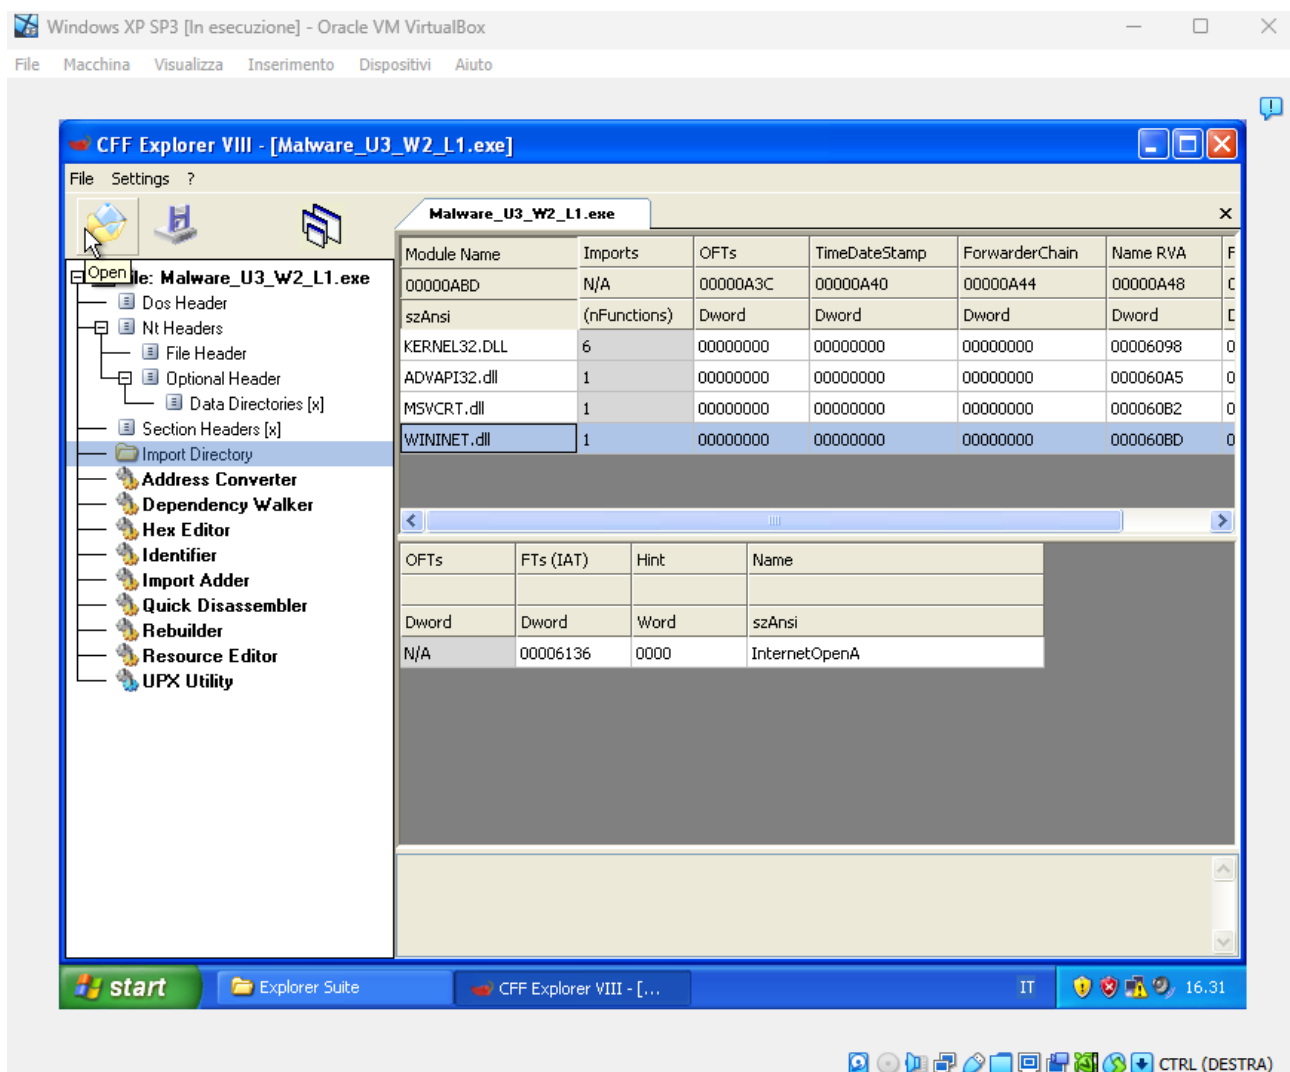 Windows XP SP3 [In esecuzione] - Oracle VM VirtualBox
File Macchina Visualizza Inserimento Dispositivi Aiuto
CFF Explorer VIII - [Malware_U3_W2_L1.exe]
File Settings ?
Malware_U3_W2_L1.exe
Open
File: Malware_U3_W2_L1.exe
Dos Header
Nt Headers
File Header
Optional Header
Data Directories [x]
Section Headers [x]
Import Directory
Address Converter
Dependency Walker
Hex Editor
Identifier
Import Adder
Quick Disassembler
Rebuilder
Resource Editor
UPX Utility
Module Name Imports OFTs TimeDateStamp ForwarderChain Name RVA F
00000ABD N/A 00000A3C 00000A40 00000A44 00000A48
szAnsi (nFunctions) Dword Dword Dword Dword
KERNEL32.DLL 6 00000000 00000000 00000000 00006098 0
ADVAPI32.dll 1 00000000 00000000 00000000 000060A5 0
MSVCRT.dll 1 00000000 00000000 00000000 000060B2 0
WININET.dll 1 00000000 00000000 00000000 000060BD 0
OFTs FTs (IAT) Hint Name
Dword Dword Word szAnsi
N/A 00006136 0000 InternetOpenA
start Explorer Suite CFF Explorer VIII - [... IT 16.31
CTRL (DESTRA)